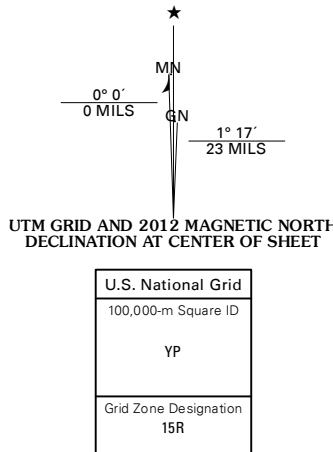 ★
MN
0° 0´
0 MILS
GN
1° 17´
23 MILS
UTM GRID AND 2012 MAGNETIC NORTH
DECLINATION AT CENTER OF SHEET
U.S. National Grid
100,000-m Square ID
YP
Grid Zone Designation
15R